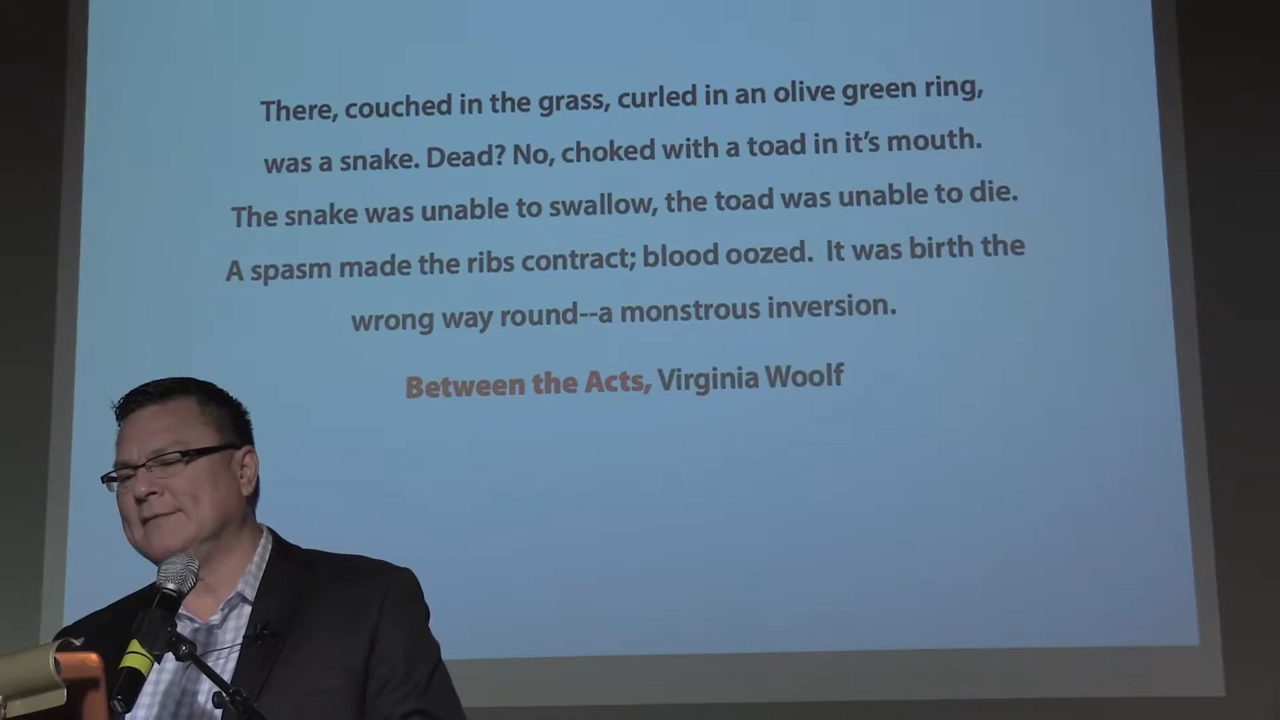 There, couched in the grass, curled in an olive green ring,
was a snake. Dead? No, choked with a toad in it's mouth.
The snake was unable to swallow, the toad was unable to die.
A spasm made the ribs contract; blood oozed.  It was birth the
wrong way round--a monstrous inversion.
Between the Acts, Virginia Woolf